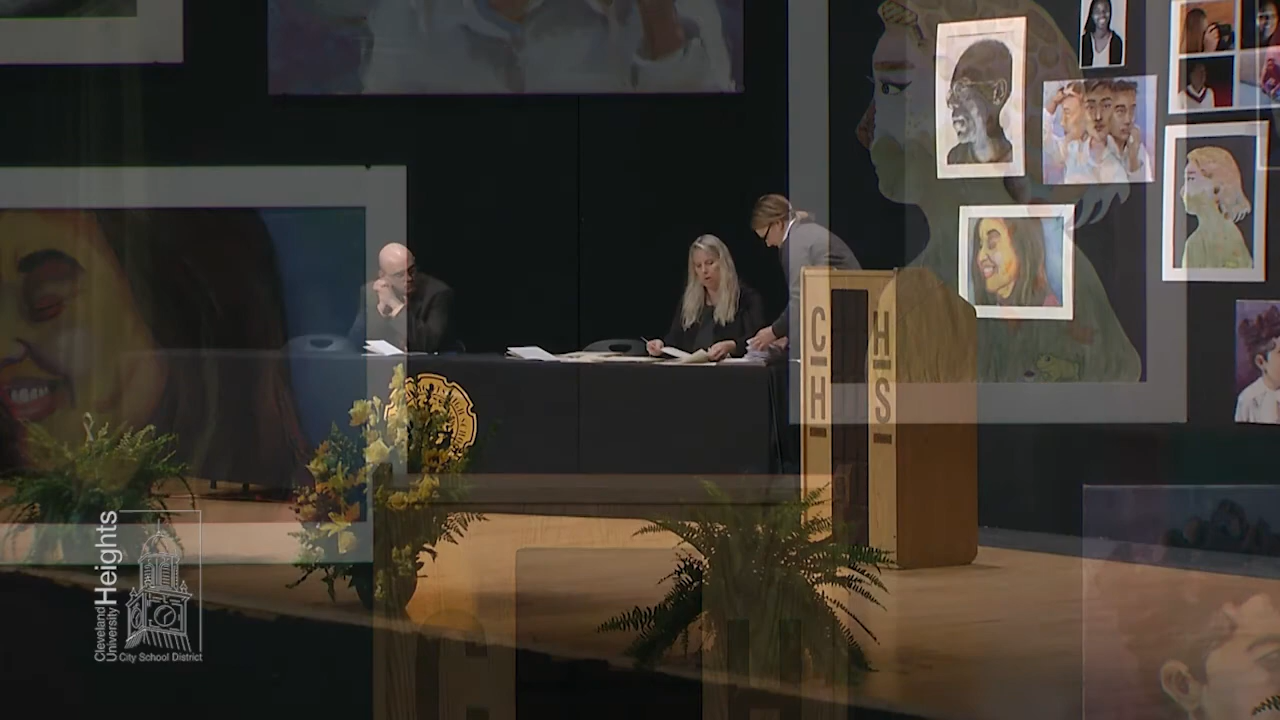 C H
H S
Cleveland
University
Heights
City School District